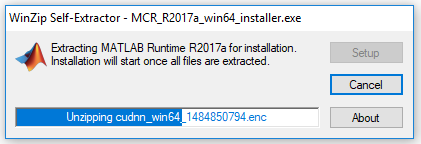 WinZip Self-Extractor - MCR_R2017a_win64_installer.exe
Extracting MATLAB Runtime R2017a for installation.
Installation will start once all files are extracted.
Setup
Cancel
Unzipping cudnn_win64_1484850794.enc
About